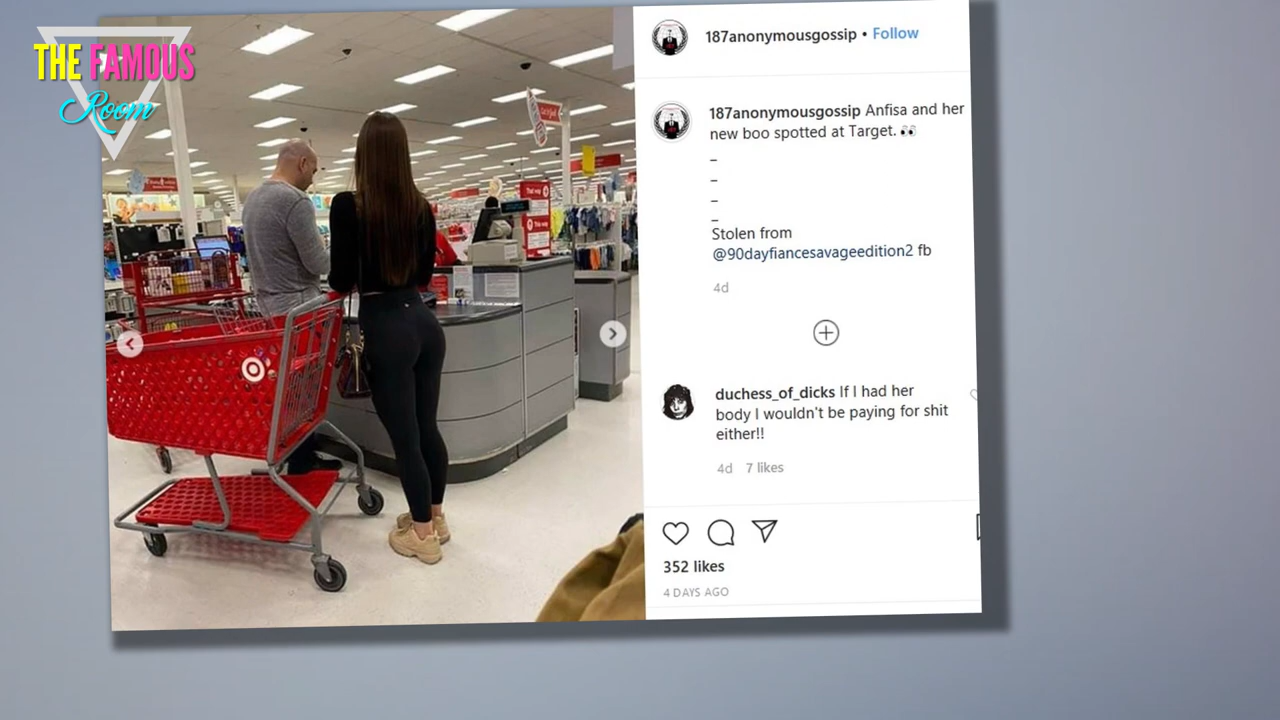 THE FAMOUS
Room
187anonymousgossip • Follow
187anonymousgossip Anfisa and her
new boo spotted at Target. 👀
–
–
–
–
Stolen from
@90dayfiancesavageedition2 fb
4d
duchess_of_dicks If I had her
body I wouldn't be paying for shit
either!!
4d 7 likes
352 likes
4 DAYS AGO